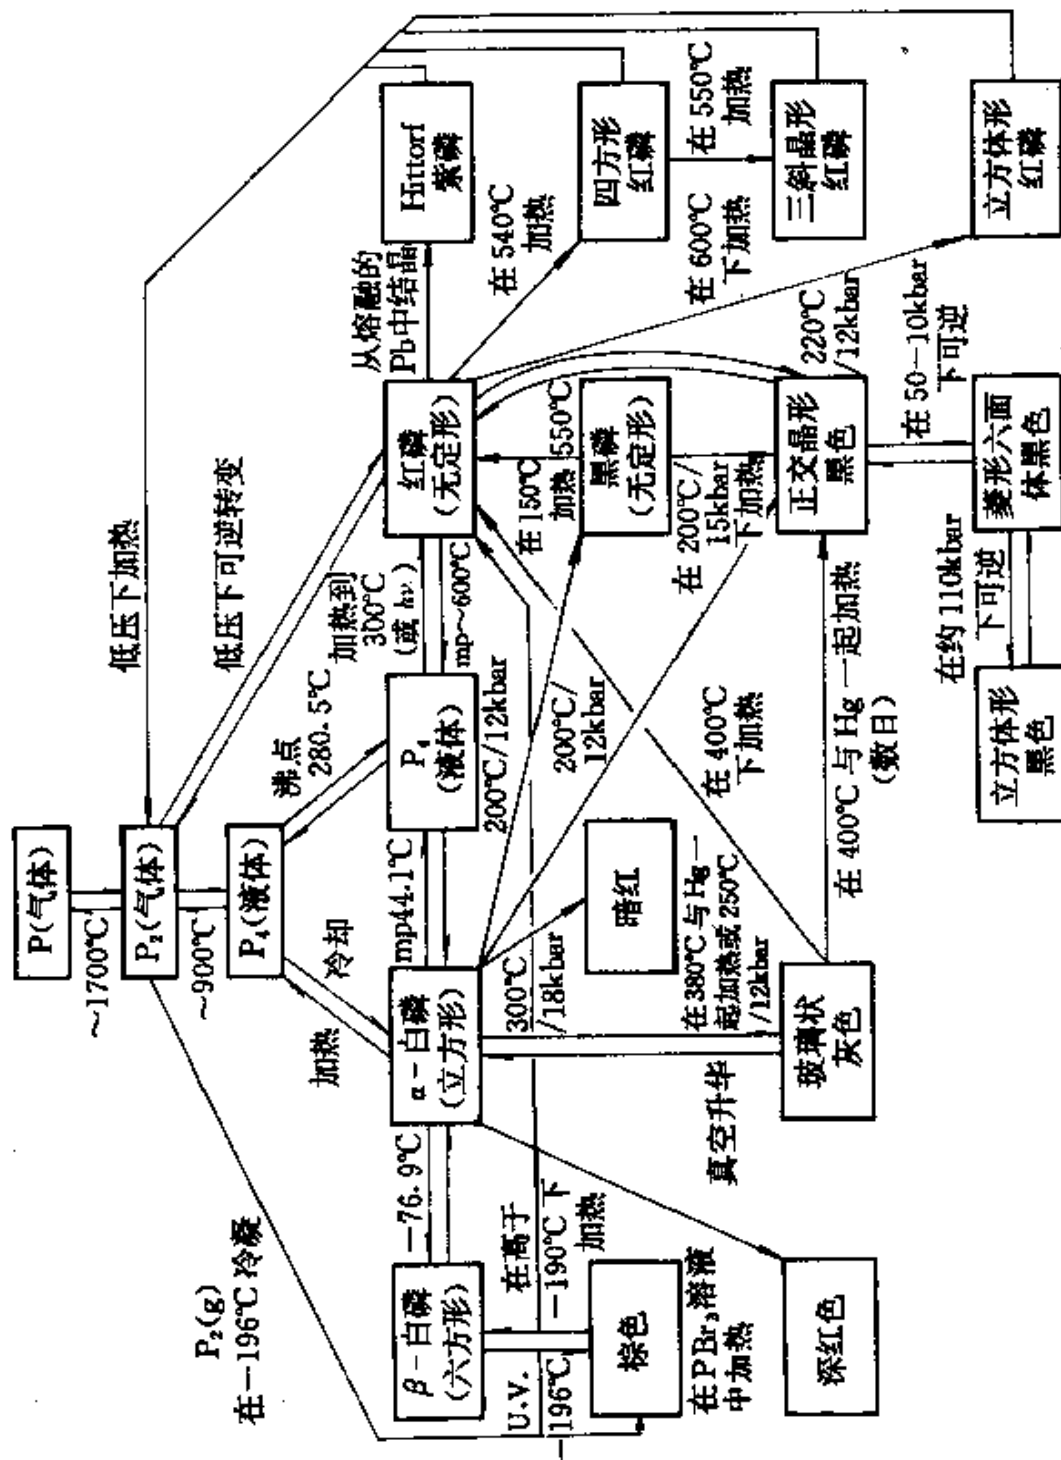 P(气体)
~1700℃
P₂(气体)
~900℃
P₄(液体)
低压下加热
低压下可逆转变
沸点
280.5℃
冷却
加热
P₂(g)
在-196℃冷凝
β-白磷
(六方形)
-76.9℃
α-白磷
(立方形)
mp44.1℃
P₄
(液体)
加热到
300℃
(或 hν)
mp~600℃
红磷
(无定形)
从熔融的
Pb中结晶
Hittorf
紫磷
在540℃
加热
四方形
红磷
在550℃
加热
三斜晶形
红磷
在600℃
下加热
立方体形
红磷
U.V.
-196℃
在高于
-190℃下
加热
棕色
300℃
/18kbar
200℃/12kbar
在150℃
加热
550℃
黑磷
(无定形)
200℃/
12kbar
暗红
在400℃
下加热
在200℃/
15kbar
下加热
220℃
/12kbar
正交晶形
黑色
在PBr₃溶液
中加热
深红色
真空升华
在380℃与Hg一
起加热或250℃
/12kbar
玻璃状
灰色
在400℃与Hg一起加热
(数日)
在50-10kbar
下可逆
菱形六面
体黑色
在约110kbar
下可逆
立方体形
黑色